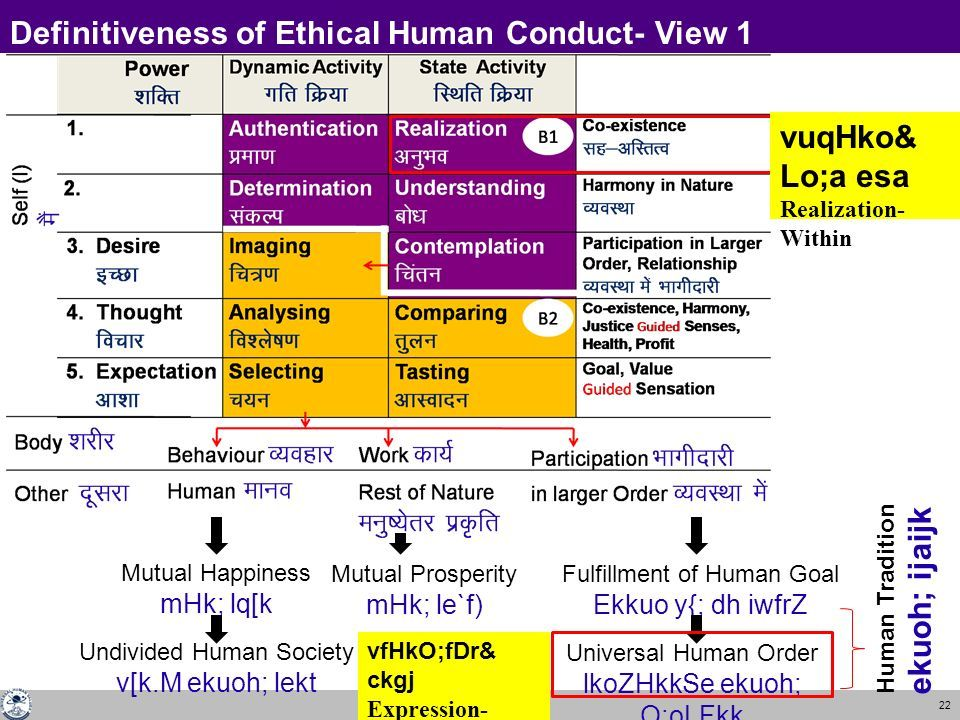 Definitiveness of Ethical Human Conduct- View 1
Power Dynamic Activity State Activity
शक्ति गति क्रिया स्थिति क्रिया
Self (I)
मैं
1. Authentication Realization B1 Co-existence
प्रमाण अनुभव सह–अस्तित्व
2. Determination Understanding Harmony in Nature
संकल्प बोध व्यवस्था
3. Desire Imaging Contemplation Participation in Larger
Order, Relationship
इच्छा चित्रण चिंतन व्यवस्था में भागीदारी
4. Thought Analysing Comparing B2 Co-existence, Harmony,
Justice Guided Senses,
विचार विश्लेषण तुलन Health, Profit
5. Expectation Selecting Tasting Goal, Value
आशा चयन आस्वादन Guided Sensation
vuqHko&
Lo;a esa
Realization-
Within
Body शरीर Behaviour व्यवहार Work कार्य Participation भागीदारी
Other दूसरा Human मानव Rest of Nature in larger Order व्यवस्था में
मनुष्येतर प्रकृति
Mutual Happiness Mutual Prosperity Fulfillment of Human Goal
mHk; lq[k mHk; le`f) Ekkuo y{; dh iwfrZ
Undivided Human Society
v[k.M ekuoh; lekt
vfHkO;fDr&
ckgj
Expression-
Universal Human Order
lkoZHkkSe ekuoh;
O;oLFkk
Human Tradition
ekuoh; ijaijk
22